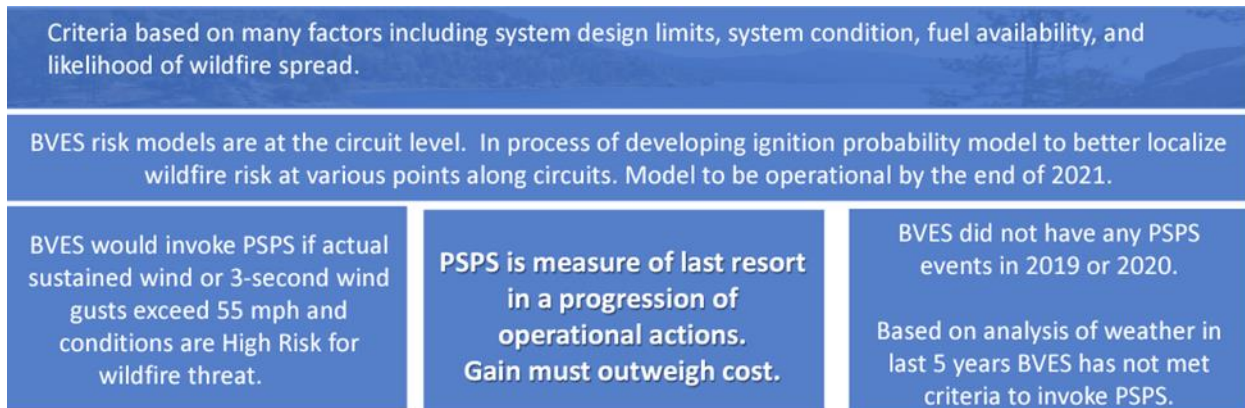 Criteria based on many factors including system design limits, system condition, fuel availability, and
likelihood of wildfire spread.
BVES risk models are at the circuit level.  In process of developing ignition probability model to better localize
wildfire risk at various points along circuits. Model to be operational by the end of 2021.
BVES would invoke PSPS if actual
sustained wind or 3-second wind
gusts exceed 55 mph and
conditions are High Risk for
wildfire threat.
PSPS is measure of last resort
in a progression of
operational actions.
Gain must outweigh cost.
BVES did not have any PSPS
events in 2019 or 2020.
Based on analysis of weather in
last 5 years BVES has not met
criteria to invoke PSPS.